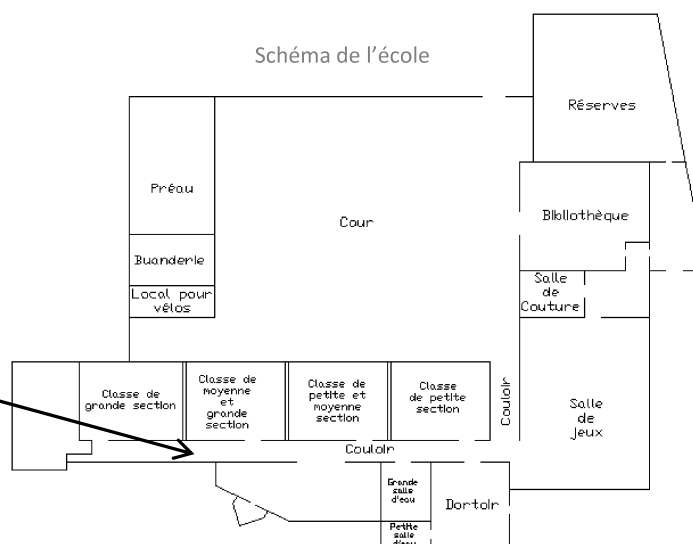 Schéma de l'école
Réserves
Préau
Cour
Bibliothèque
Buanderie
Salle
de
Couture
Local pour
vélos
Classe de
grande section
Classe de
moyenne
et
grande
section
Classe de
petite et
moyenne
section
Classe
de petite
section
Couloir
Salle
de
jeux
Couloir
Grande
salle
d'eau
Dortoir
Petite
salle
d'eau